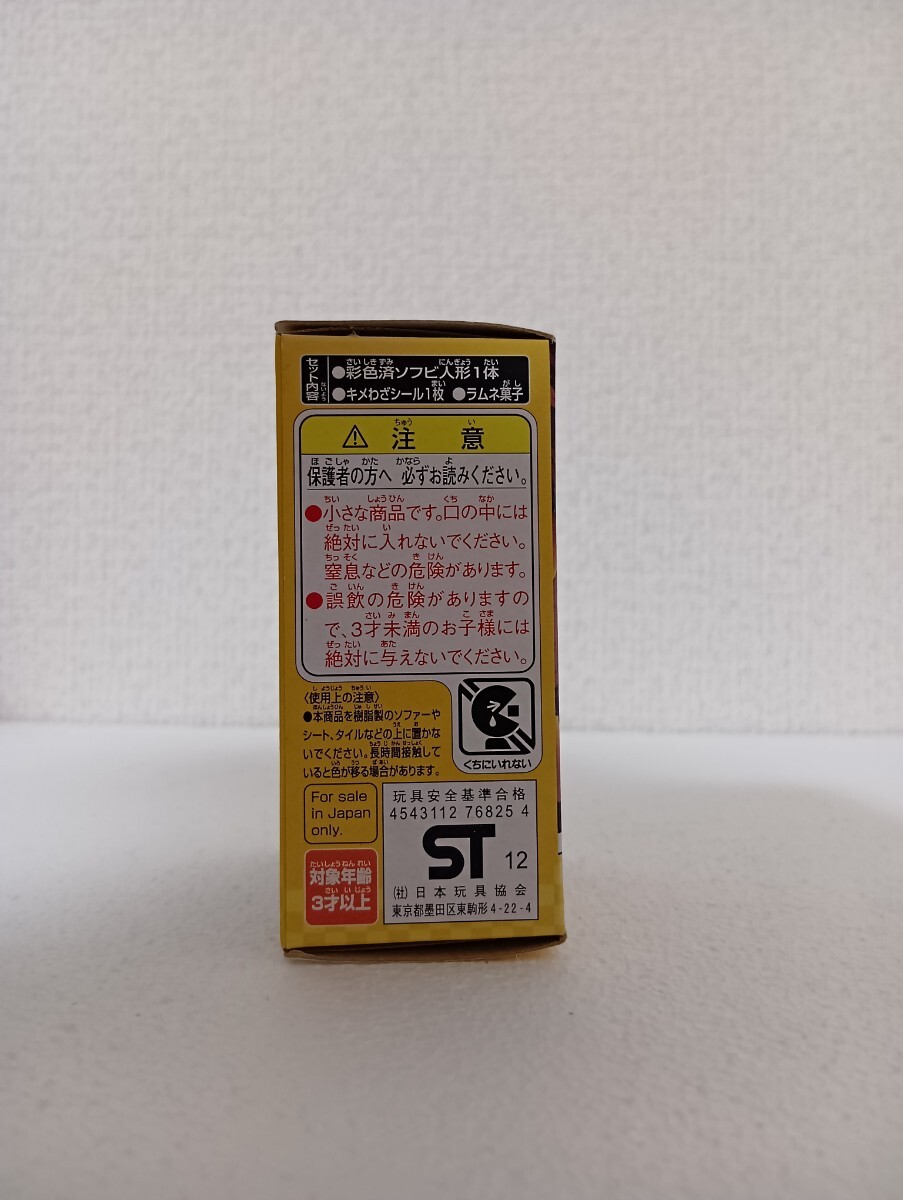 セット内容
●彩色済ソフビ人形1体
●キメわざシール1枚 ●ラムネ菓子
⚠ 注 意
保護者の方へ 必ずお読みください。
●小さな商品です。口の中には
絶対に入れないでください。
窒息などの危険があります。
●誤飲の危険がありますの
で、3才未満のお子様には
絶対に与えないでください。
〈使用上の注意〉
●本商品を樹脂製のソファーや
シート、タイルなどの上に置かな
いでください。長時間接触して
いると色が移る場合があります。
くちにいれない
For sale
in Japan
only.
対象年齢
3才以上
玩具安全基準合格
4543112 76825 4
ST 12
(社)日本玩具協会
東京都墨田区東駒形4-22-4